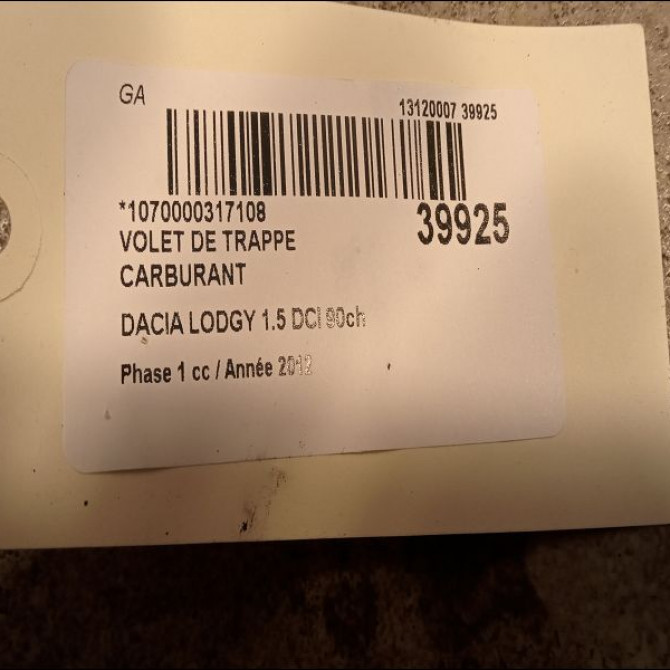 GA
13120007 39925
*1070000317108
39925
VOLET DE TRAPPE
CARBURANT
DACIA LODGY 1.5 DCI 90ch
Phase 1 cc / Année 2012